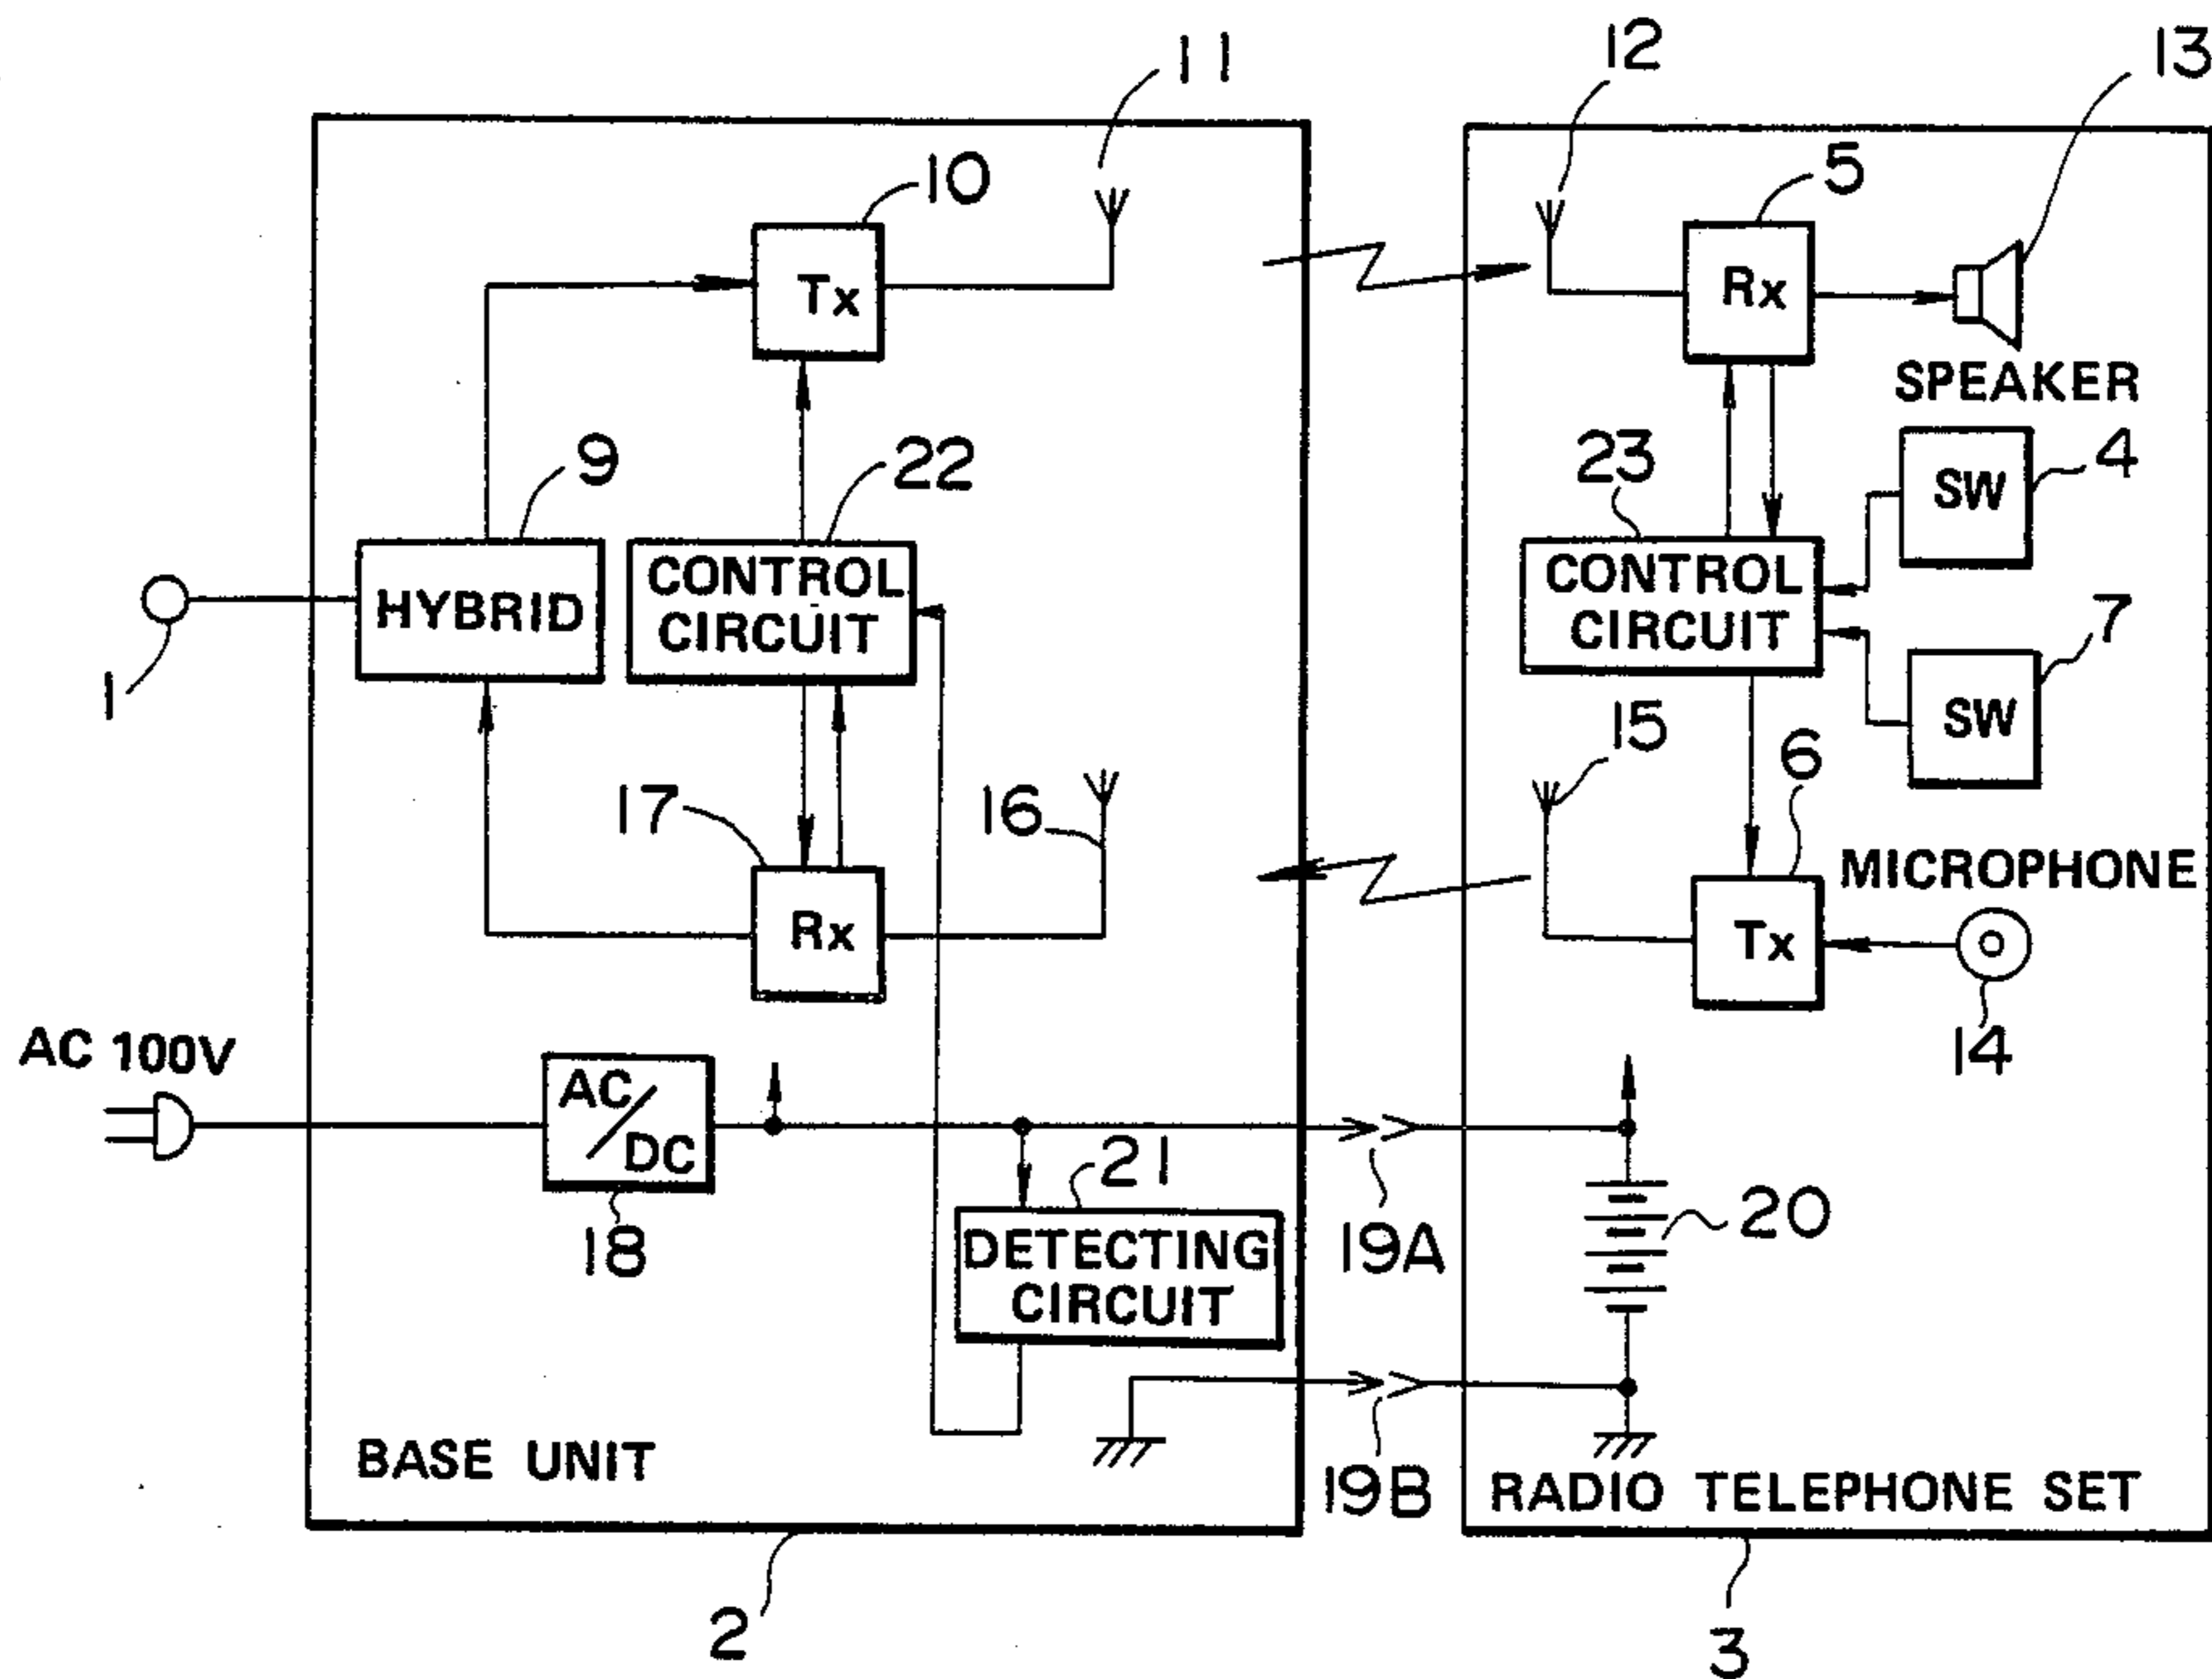 11
12
13
10
5
Tx
Rx
SPEAKER
9
22
23
SW
4
HYBRID
CONTROL
CIRCUIT
CONTROL
CIRCUIT
1
7
SW
15
6
17
16
MICROPHONE
Rx
Tx
14
AC 100V
AC/
DC
18
21
DETECTING
CIRCUIT
19A
20
19B
BASE UNIT
RADIO TELEPHONE SET
2
3